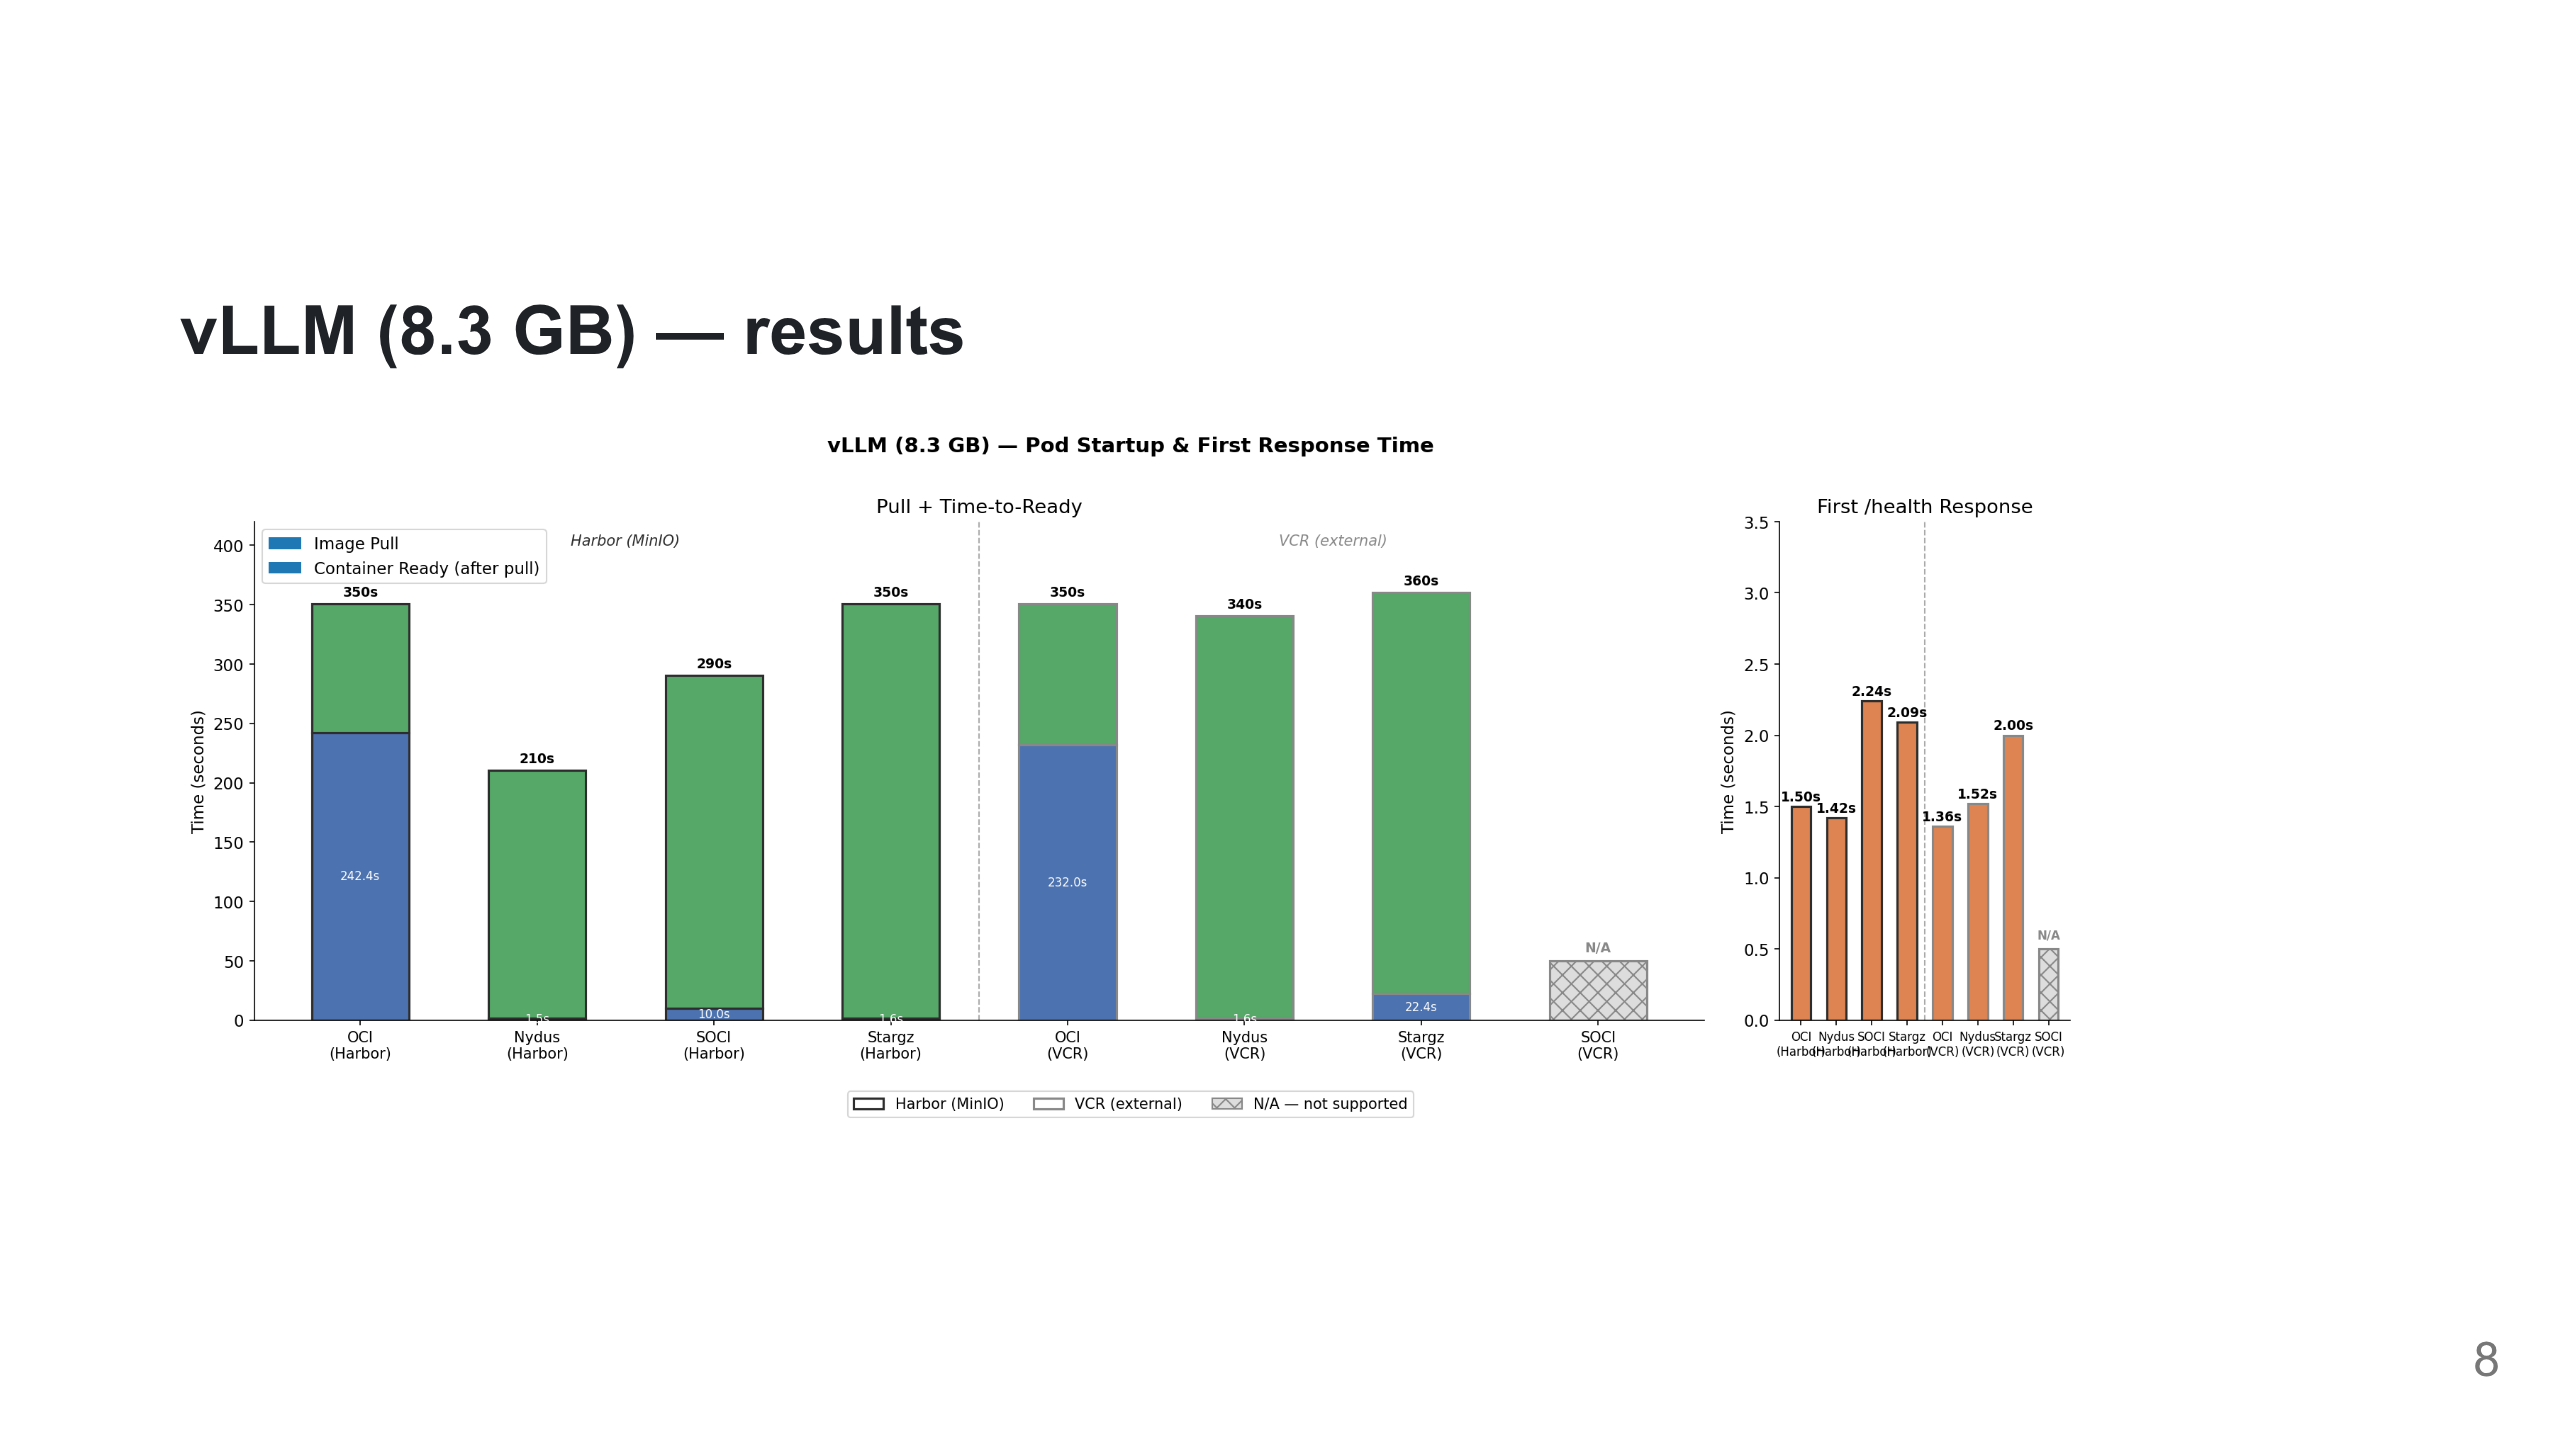 vLLM (8.3 GB) — results
vLLM (8.3 GB) — Pod Startup & First Response Time
Pull + Time-to-Ready
Image Pull
Container Ready (after pull)
Harbor (MinIO)
VCR (external)
Time (seconds)
400
350
300
250
200
150
100
50
0
350s
242.4s
210s
1.5s
290s
10.0s
350s
1.6s
350s
232.0s
340s
1.6s
360s
22.4s
N/A
OCI
(Harbor)
Nydus
(Harbor)
SOCI
(Harbor)
Stargz
(Harbor)
OCI
(VCR)
Nydus
(VCR)
Stargz
(VCR)
SOCI
(VCR)
First /health Response
Time (seconds)
3.5
3.0
2.5
2.0
1.5
1.0
0.5
0.0
1.50s
1.42s
2.24s
2.09s
1.36s
1.52s
2.00s
N/A
OCI
(Harbor)
Nydus
(Harbor)
SOCI
(Harbor)
Stargz
(Harbor)
OCI
(VCR)
Nydus
(VCR)
Stargz
(VCR)
SOCI
(VCR)
Harbor (MinIO)
VCR (external)
N/A — not supported
8